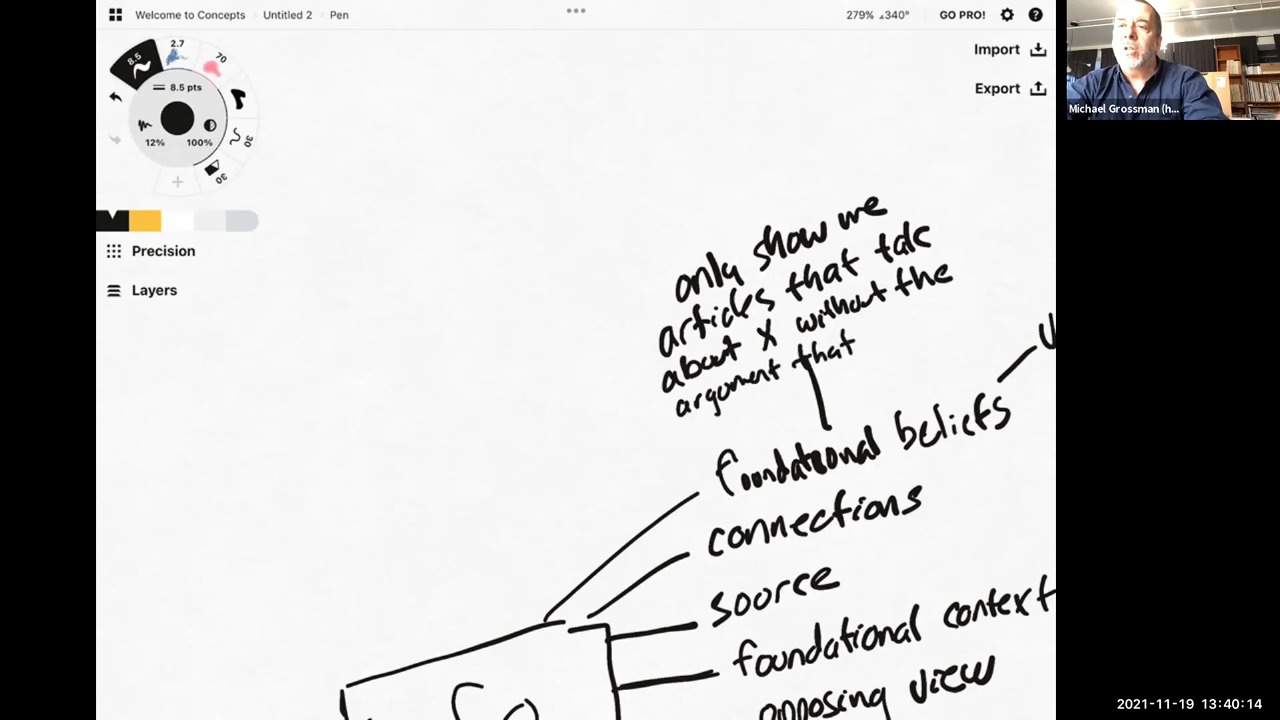 Welcome to Concepts Untitled 2 Pen
279% 340° GO PRO!
Import
Export
8.5
2.7
70
8.5 pts
12% 100%
30
30
Precision
Layers
only show me
articles that talk
about X without the
argument that
foundational beliefs
connections
source
foundational context
opposing view
Michael Grossman (h...
2021-11-19 13:40:14